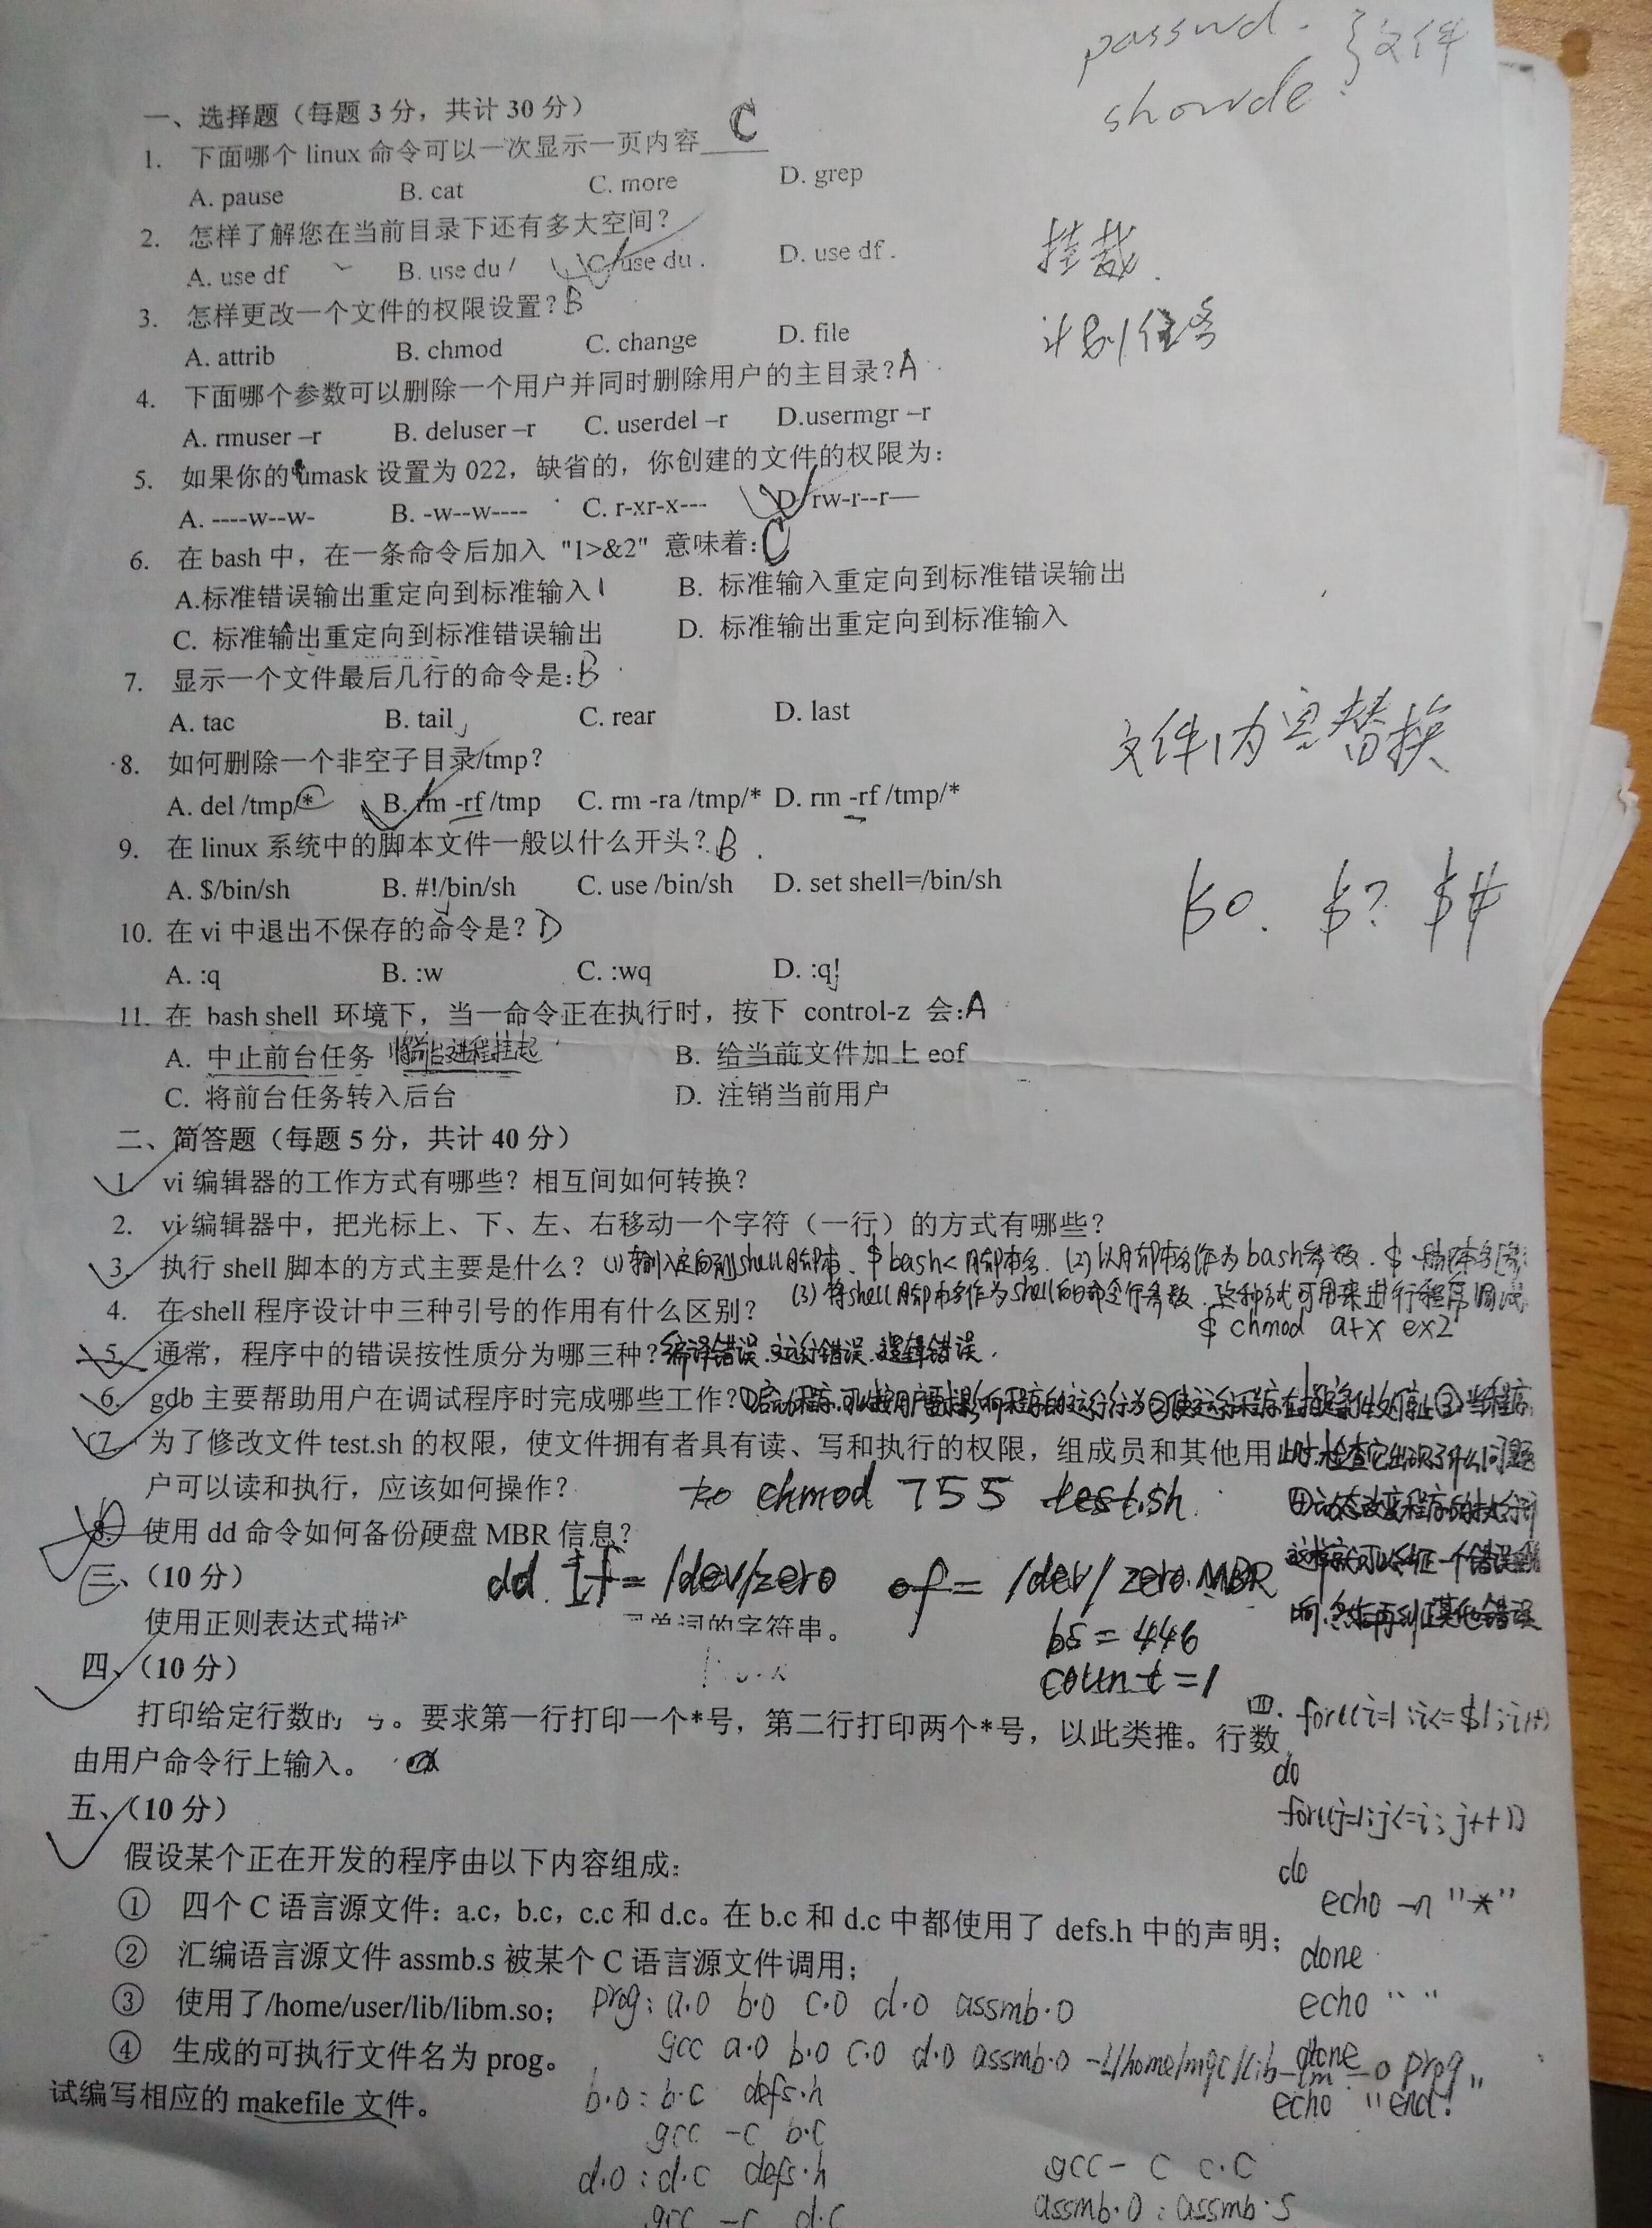 passwd.
}文件
showde
一、选择题（每题 3 分，共计 30 分）
1. 下面哪个 linux 命令可以一次显示一页内容 C
A. pause B. cat C. more D. grep
2. 怎样了解您在当前目录下还有多大空间？
A. use df B. use du C. use du . D. use df .
挂载.
3. 怎样更改一个文件的权限设置？B
A. attrib B. chmod C. change D. file
计划任务
4. 下面哪个参数可以删除一个用户并同时删除用户的主目录？A
A. rmuser –r B. deluser –r C. userdel –r D.usermgr –r
5. 如果你的 umask 设置为 022，缺省的，你创建的文件的权限为：
A. ----w--w- B. -w--w---- C. r-xr-x--- D. rw-r--r—
6. 在 bash 中，在一条命令后加入 "1>&2" 意味着：C
A.标准错误输出重定向到标准输入 B. 标准输入重定向到标准错误输出
C. 标准输出重定向到标准错误输出 D. 标准输出重定向到标准输入
7. 显示一个文件最后几行的命令是：B
A. tac B. tail C. rear D. last
文件内容替换
8. 如何删除一个非空子目录/tmp？
A. del /tmp/* B. rm -rf /tmp C. rm -ra /tmp/* D. rm -rf /tmp/*
9. 在 linux 系统中的脚本文件一般以什么开头？B
A. $/bin/sh B. #!/bin/sh C. use /bin/sh D. set shell=/bin/sh
$0. $? $#
10. 在 vi 中退出不保存的命令是？D
A. :q B. :w C. :wq D. :q!
11. 在 bash shell 环境下，当一命令正在执行时，按下 control-z 会:A
A. 中止前台任务 B. 给当前文件加上 eof
C. 将前台任务转入后台 D. 注销当前用户
二、简答题（每题 5 分，共计 40 分）
1. vi 编辑器的工作方式有哪些？相互间如何转换？
2. vi 编辑器中，把光标上、下、左、右移动一个字符（一行）的方式有哪些？
3. 执行 shell 脚本的方式主要是什么？(1)输入定向到shell脚本. $ bash< 脚本名. (2)以脚本名作为bash参数. $
(3)将shell脚本名作为shell的命令行参数. 这种方式可用来进行程序调试
4. 在 shell 程序设计中三种引号的作用有什么区别？
$ chmod a+x ex2
5. 通常，程序中的错误按性质分为哪三种？编译错误.运行错误.逻辑错误.
6. gdb 主要帮助用户在调试程序时完成哪些工作？①启动程序,可以按用户要求影响程序的运行行为②使运行程序在指定条件处停止③当程序
7. 为了修改文件 test.sh 的权限，使文件拥有者具有读、写和执行的权限，组成员和其他用
停止时,检查它出现了什么问题
户可以读和执行，应该如何操作？ chmod 755 test.sh
④动态改变程序的执行
8. 使用 dd 命令如何备份硬盘 MBR 信息？
这样就可以纠正一个错误的
三、（10 分） dd if= /dev/zero of= /dev/zero.MBR
响,然后再纠正其他错误
使用正则表达式描述 单词的字符串。
bs = 446
四、（10 分） count =1
打印给定行数的 号。要求第一行打印一个*号，第二行打印两个*号，以此类推。行数
由用户命令行上输入。
四. for((i=1;i<=$1;i++)
do
for((j=1;j<=i;j++))
do
echo -n "*"
done
echo " "
done
echo "end!"
五、（10 分）
假设某个正在开发的程序由以下内容组成：
① 四个 C 语言源文件：a.c，b.c，c.c 和 d.c。在 b.c 和 d.c 中都使用了 defs.h 中的声明；
② 汇编语言源文件 assmb.s 被某个 C 语言源文件调用；
③ 使用了/home/user/lib/libm.so；
④ 生成的可执行文件名为 prog。
试编写相应的 makefile 文件。
prog: a.o b.o c.o d.o assmb.o
gcc a.o b.o c.o d.o assmb.o -L/home/mgc/lib -lm -o prog
b.o: b.c defs.h
gcc -c b.c
d.o: d.c defs.h
gcc -c d.c
gcc - c c.c
assmb.o: assmb.s